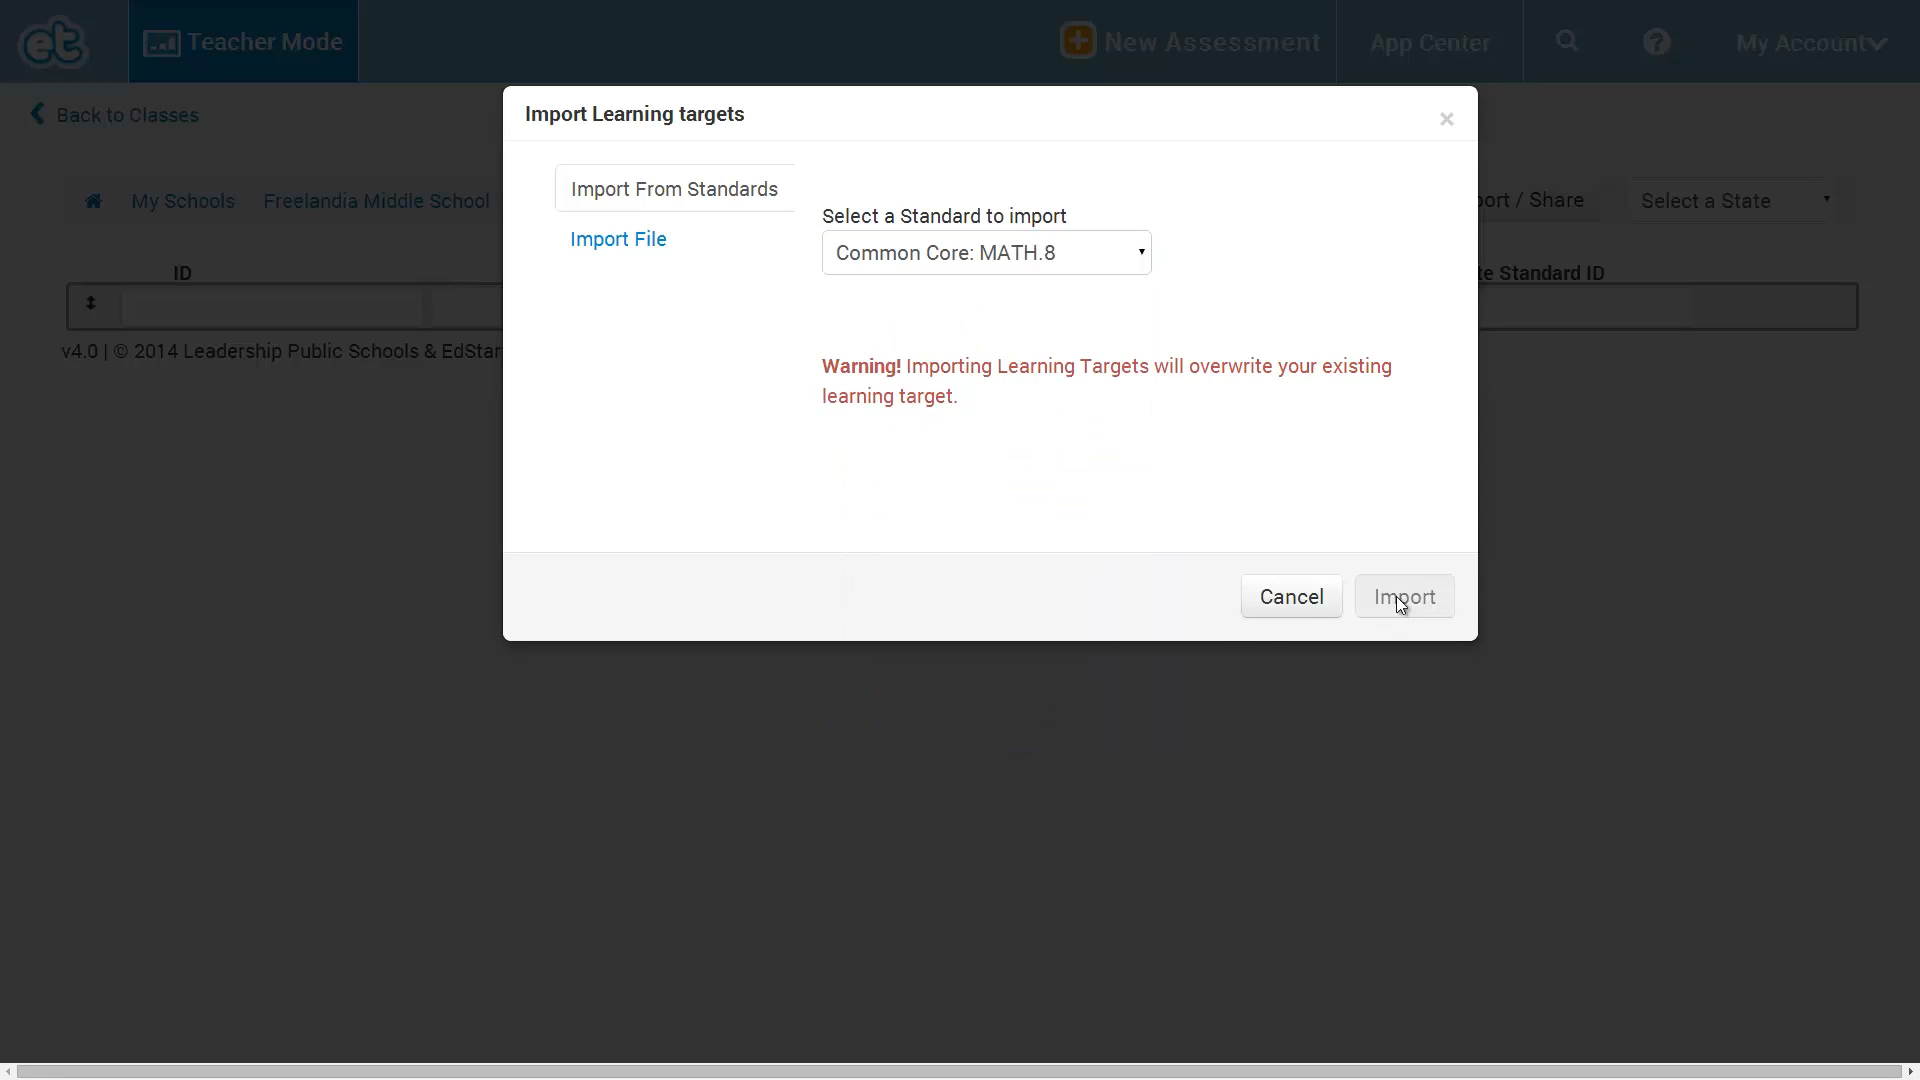 et
Teacher Mode
New Assessment
App Center
My Account
Back to Classes
Import Learning targets
×
My Schools
Freelandia Middle School
Import From Standards
Import File
Select a Standard to import
Common Core: MATH.8
port / Share
Select a State
ID
te Standard ID
v4.0 | © 2014 Leadership Public Schools & EdStar
Warning! Importing Learning Targets will overwrite your existing
learning target.
Cancel
Import